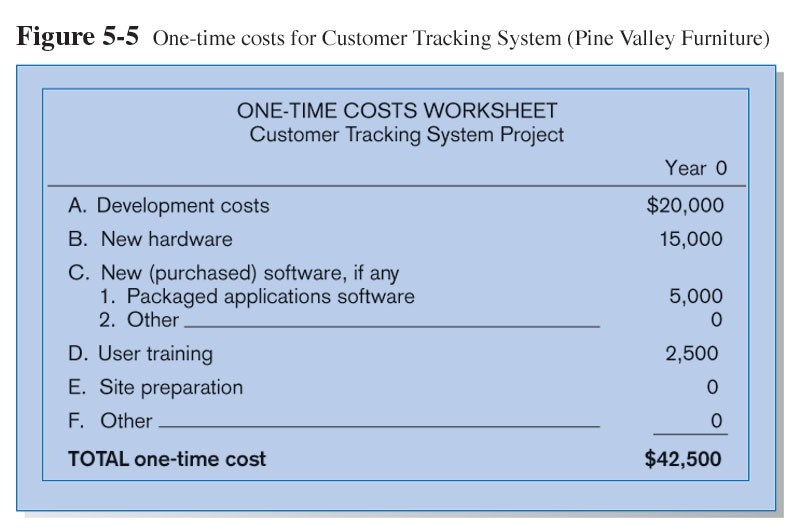 Figure 5-5 One-time costs for Customer Tracking System (Pine Valley Furniture)
ONE-TIME COSTS WORKSHEET
Customer Tracking System Project
Year 0
A. Development costs $20,000
B. New hardware 15,000
C. New (purchased) software, if any
1. Packaged applications software 5,000
2. Other 0
D. User training 2,500
E. Site preparation 0
F. Other 0
TOTAL one-time cost $42,500